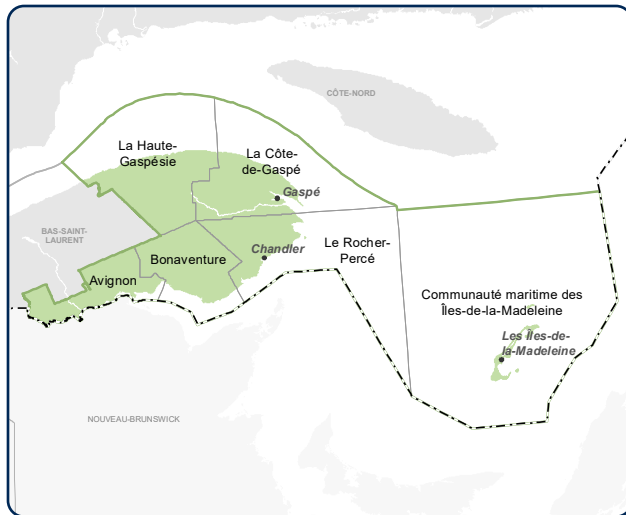 CÔTE-NORD
La Haute-
Gaspésie
La Côte-
de-Gaspé
Gaspé
BAS-SAINT-
LAURENT
Bonaventure
Chandler
Le Rocher-
Percé
Avignon
Communauté maritime des
Îles-de-la-Madeleine
Les Îles-de-
la-Madeleine
NOUVEAU-BRUNSWICK